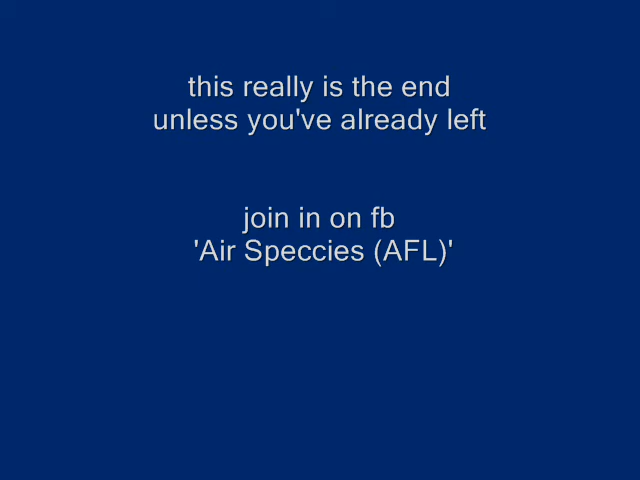 this really is the end
unless you've already left
join in on fb
'Air Speccies (AFL)'